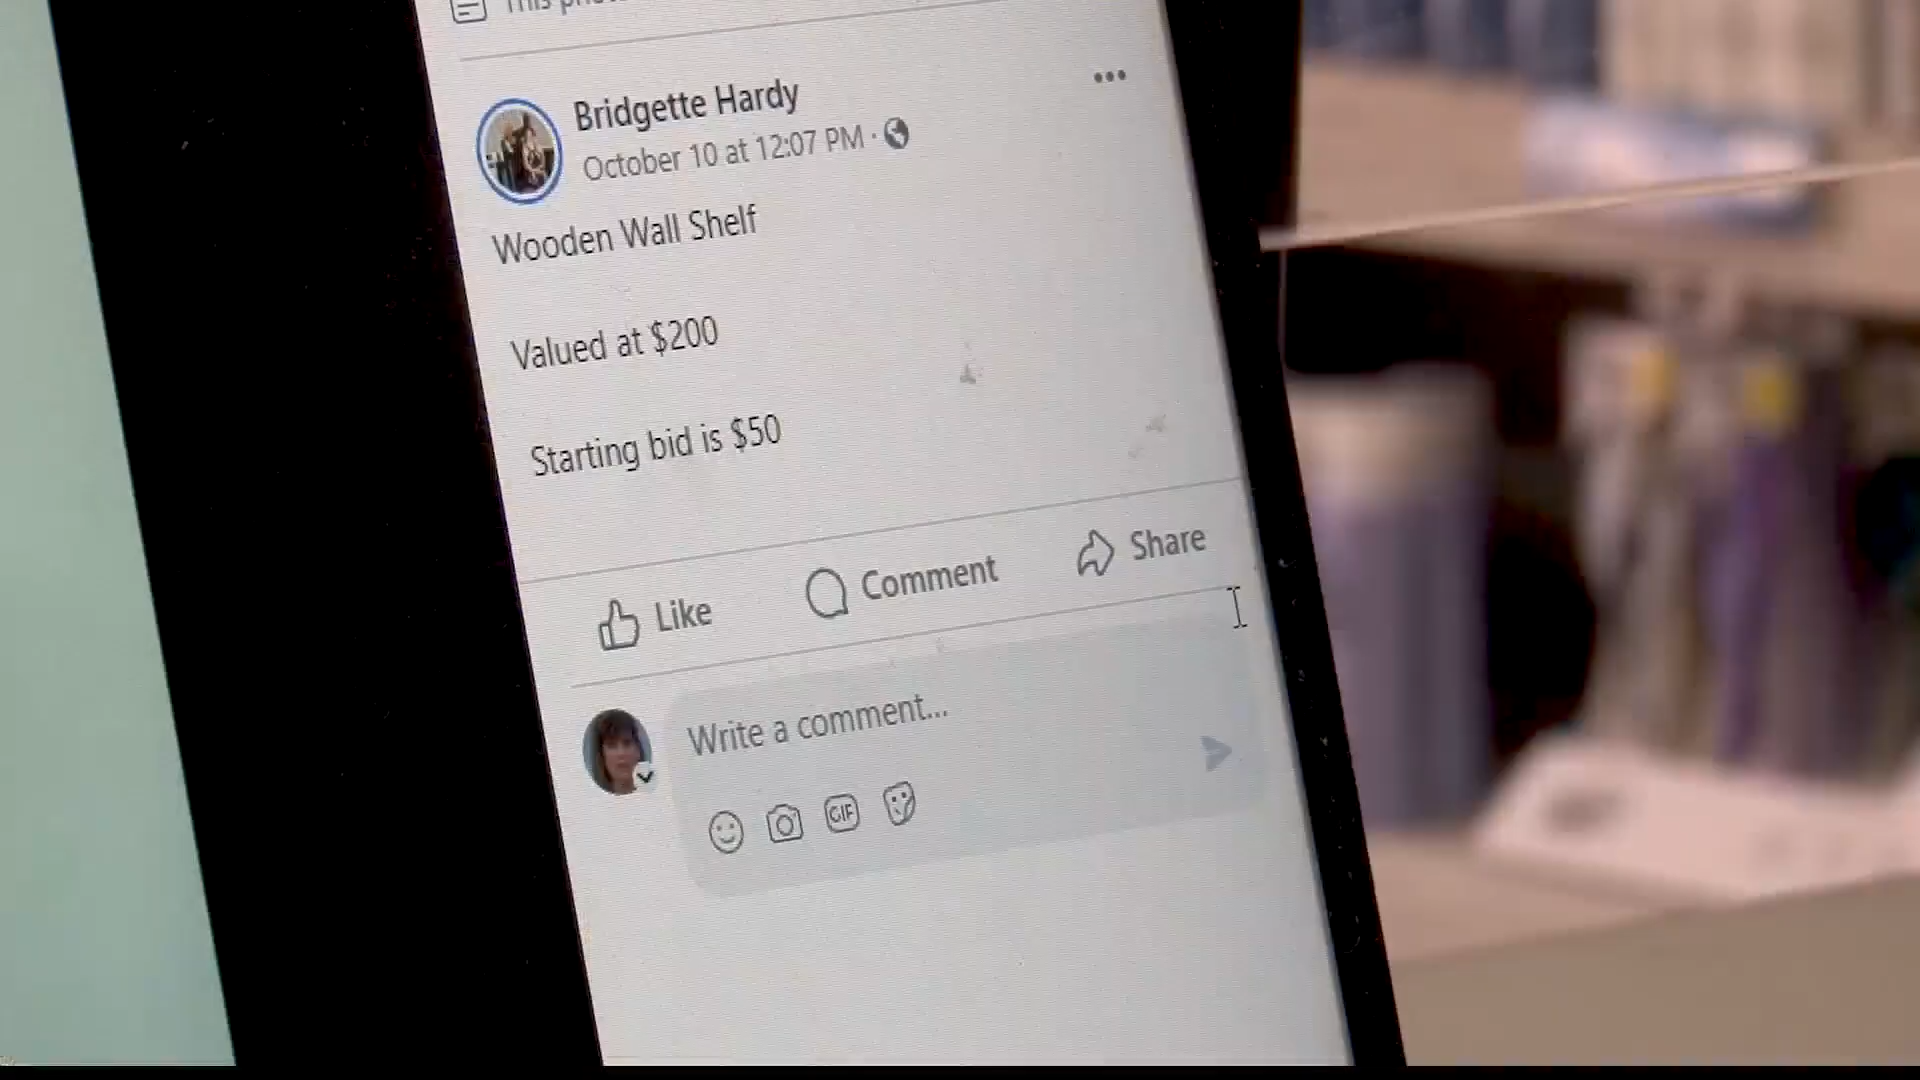 This
Bridgette Hardy
October 10 at 12:07 PM ·
Wooden Wall Shelf
Valued at $200
Starting bid is $50
Like Comment Share
Write a comment...
GIF